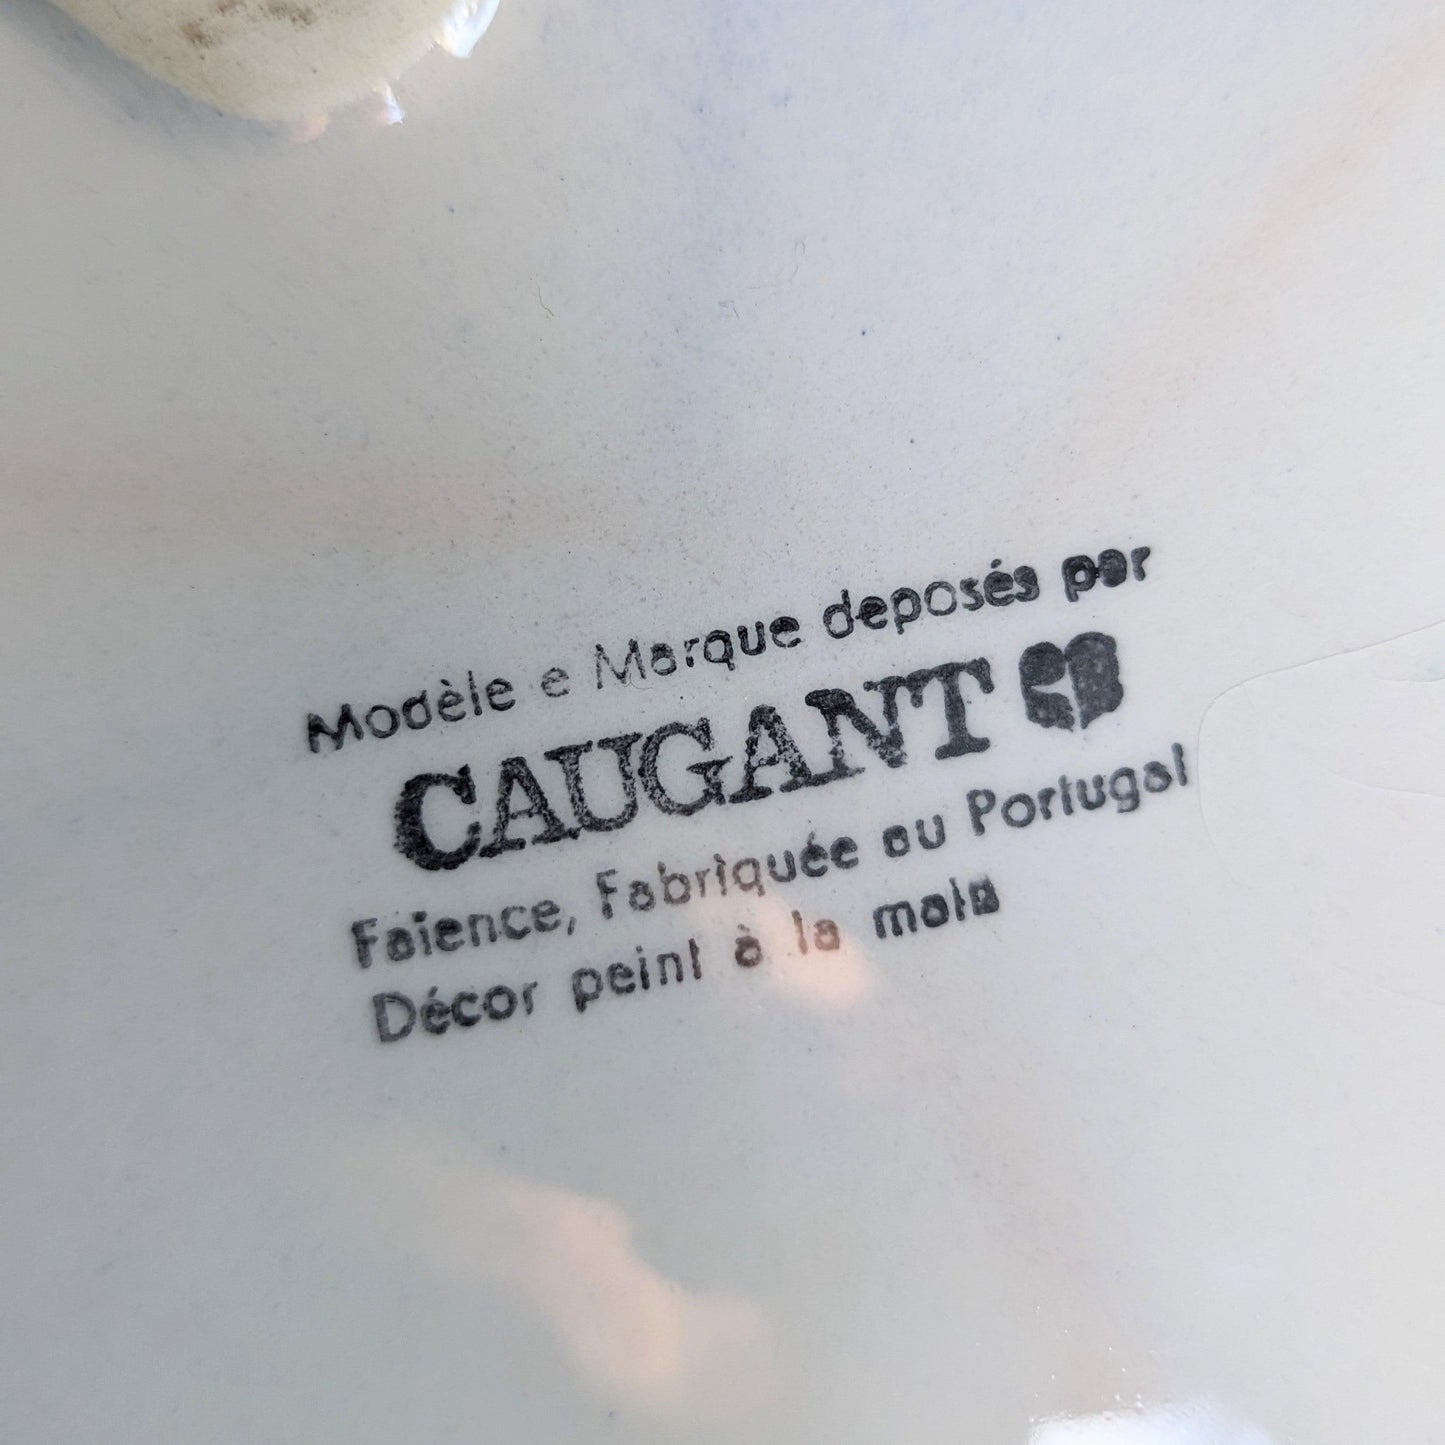 Modèle e Marque deposés par
CAUGANT
Faience, Fabriquée au Portugal
Décor peint à la main